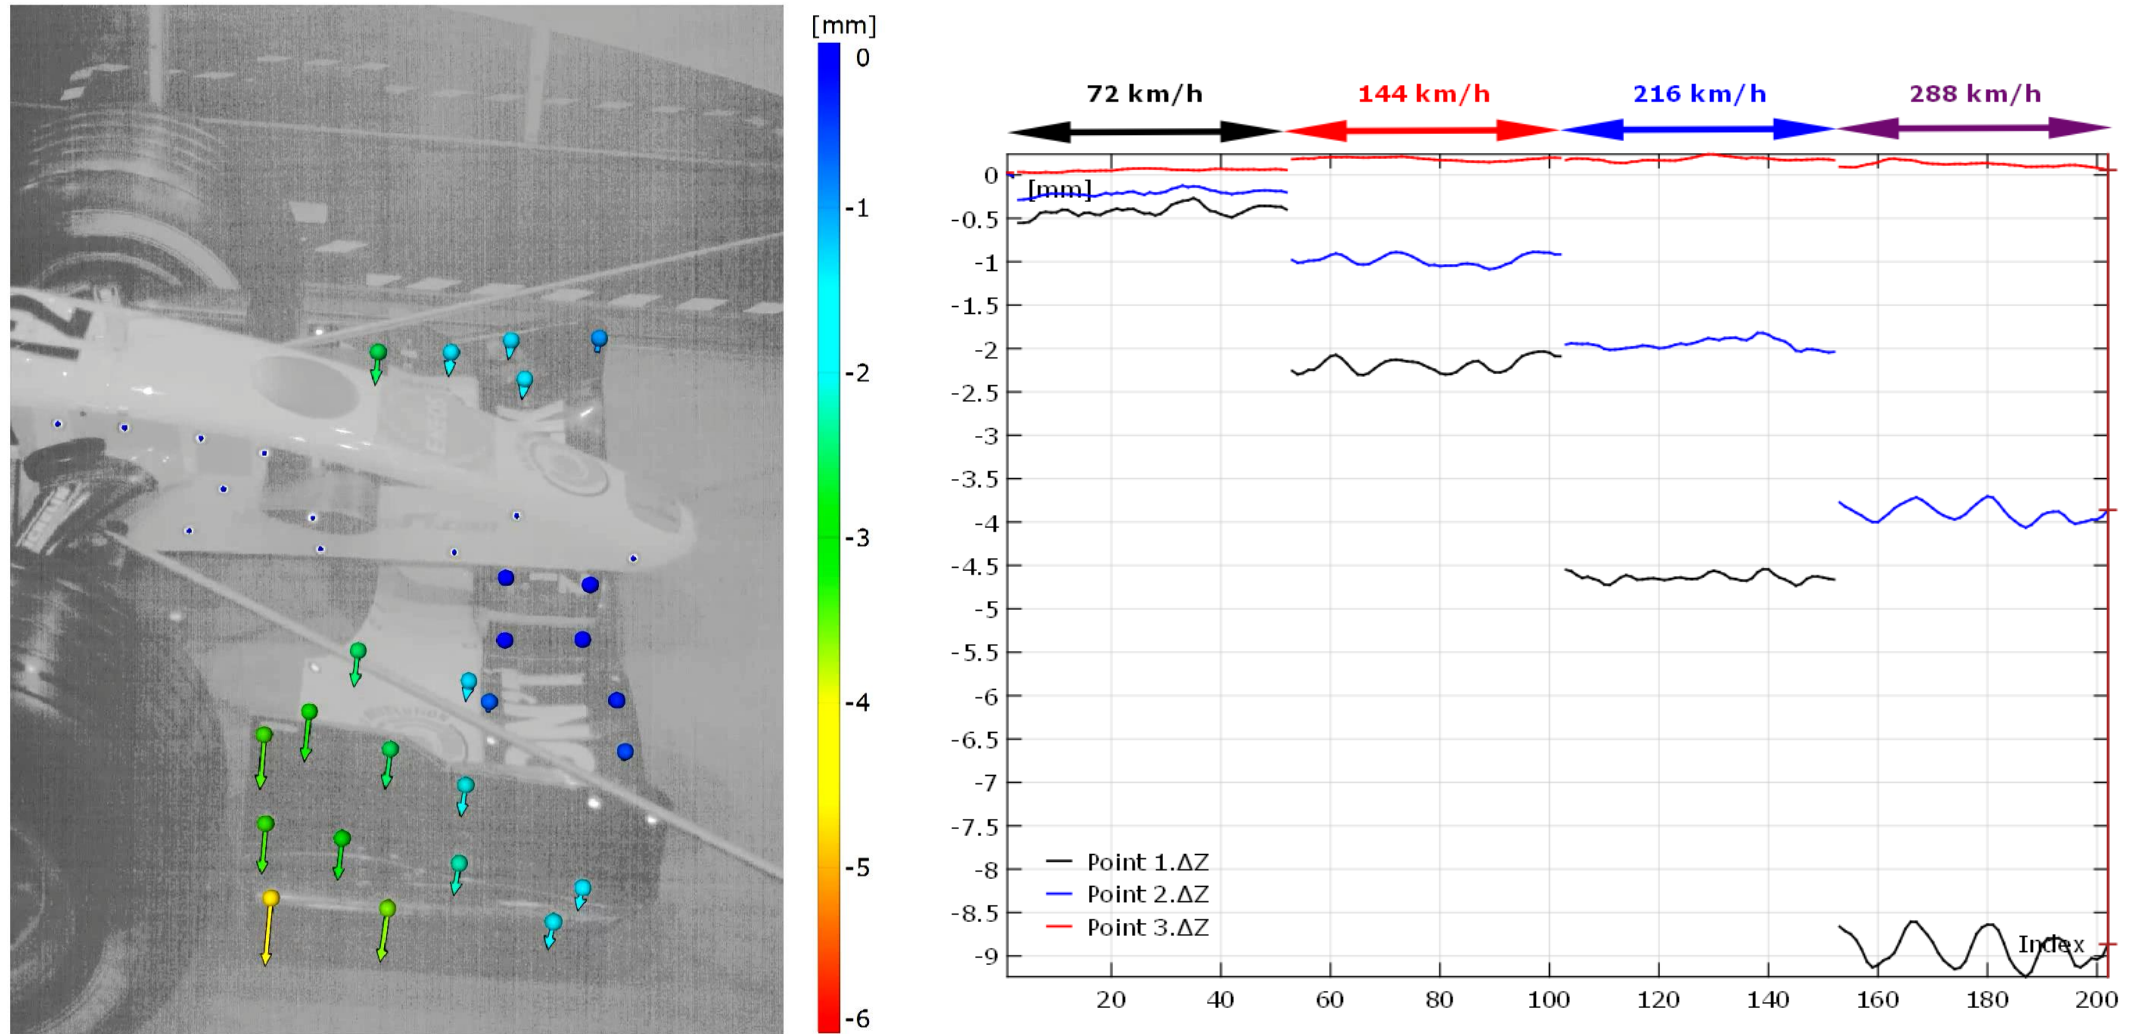 [mm]
0
-1
-2
-3
-4
-5
-6
72 km/h
144 km/h
216 km/h
288 km/h
[mm]
0
-0.5
-1
-1.5
-2
-2.5
-3
-3.5
-4
-4.5
-5
-5.5
-6
-6.5
-7
-7.5
-8
-8.5
-9
Point 1.ΔZ
Point 2.ΔZ
Point 3.ΔZ
Index
20 40 60 80 100 120 140 160 180 200